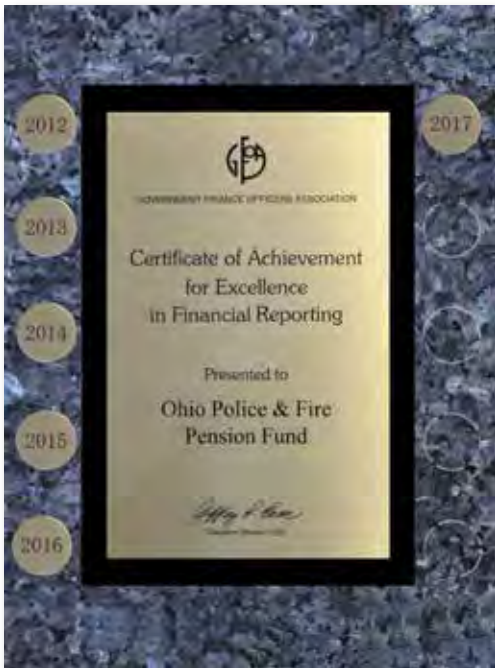 2012
2013
2014
2015
2016
2017
GFOA
GOVERNMENT FINANCE OFFICERS ASSOCIATION
Certificate of Achievement
for Excellence
in Financial Reporting
Presented to
Ohio Police & Fire
Pension Fund